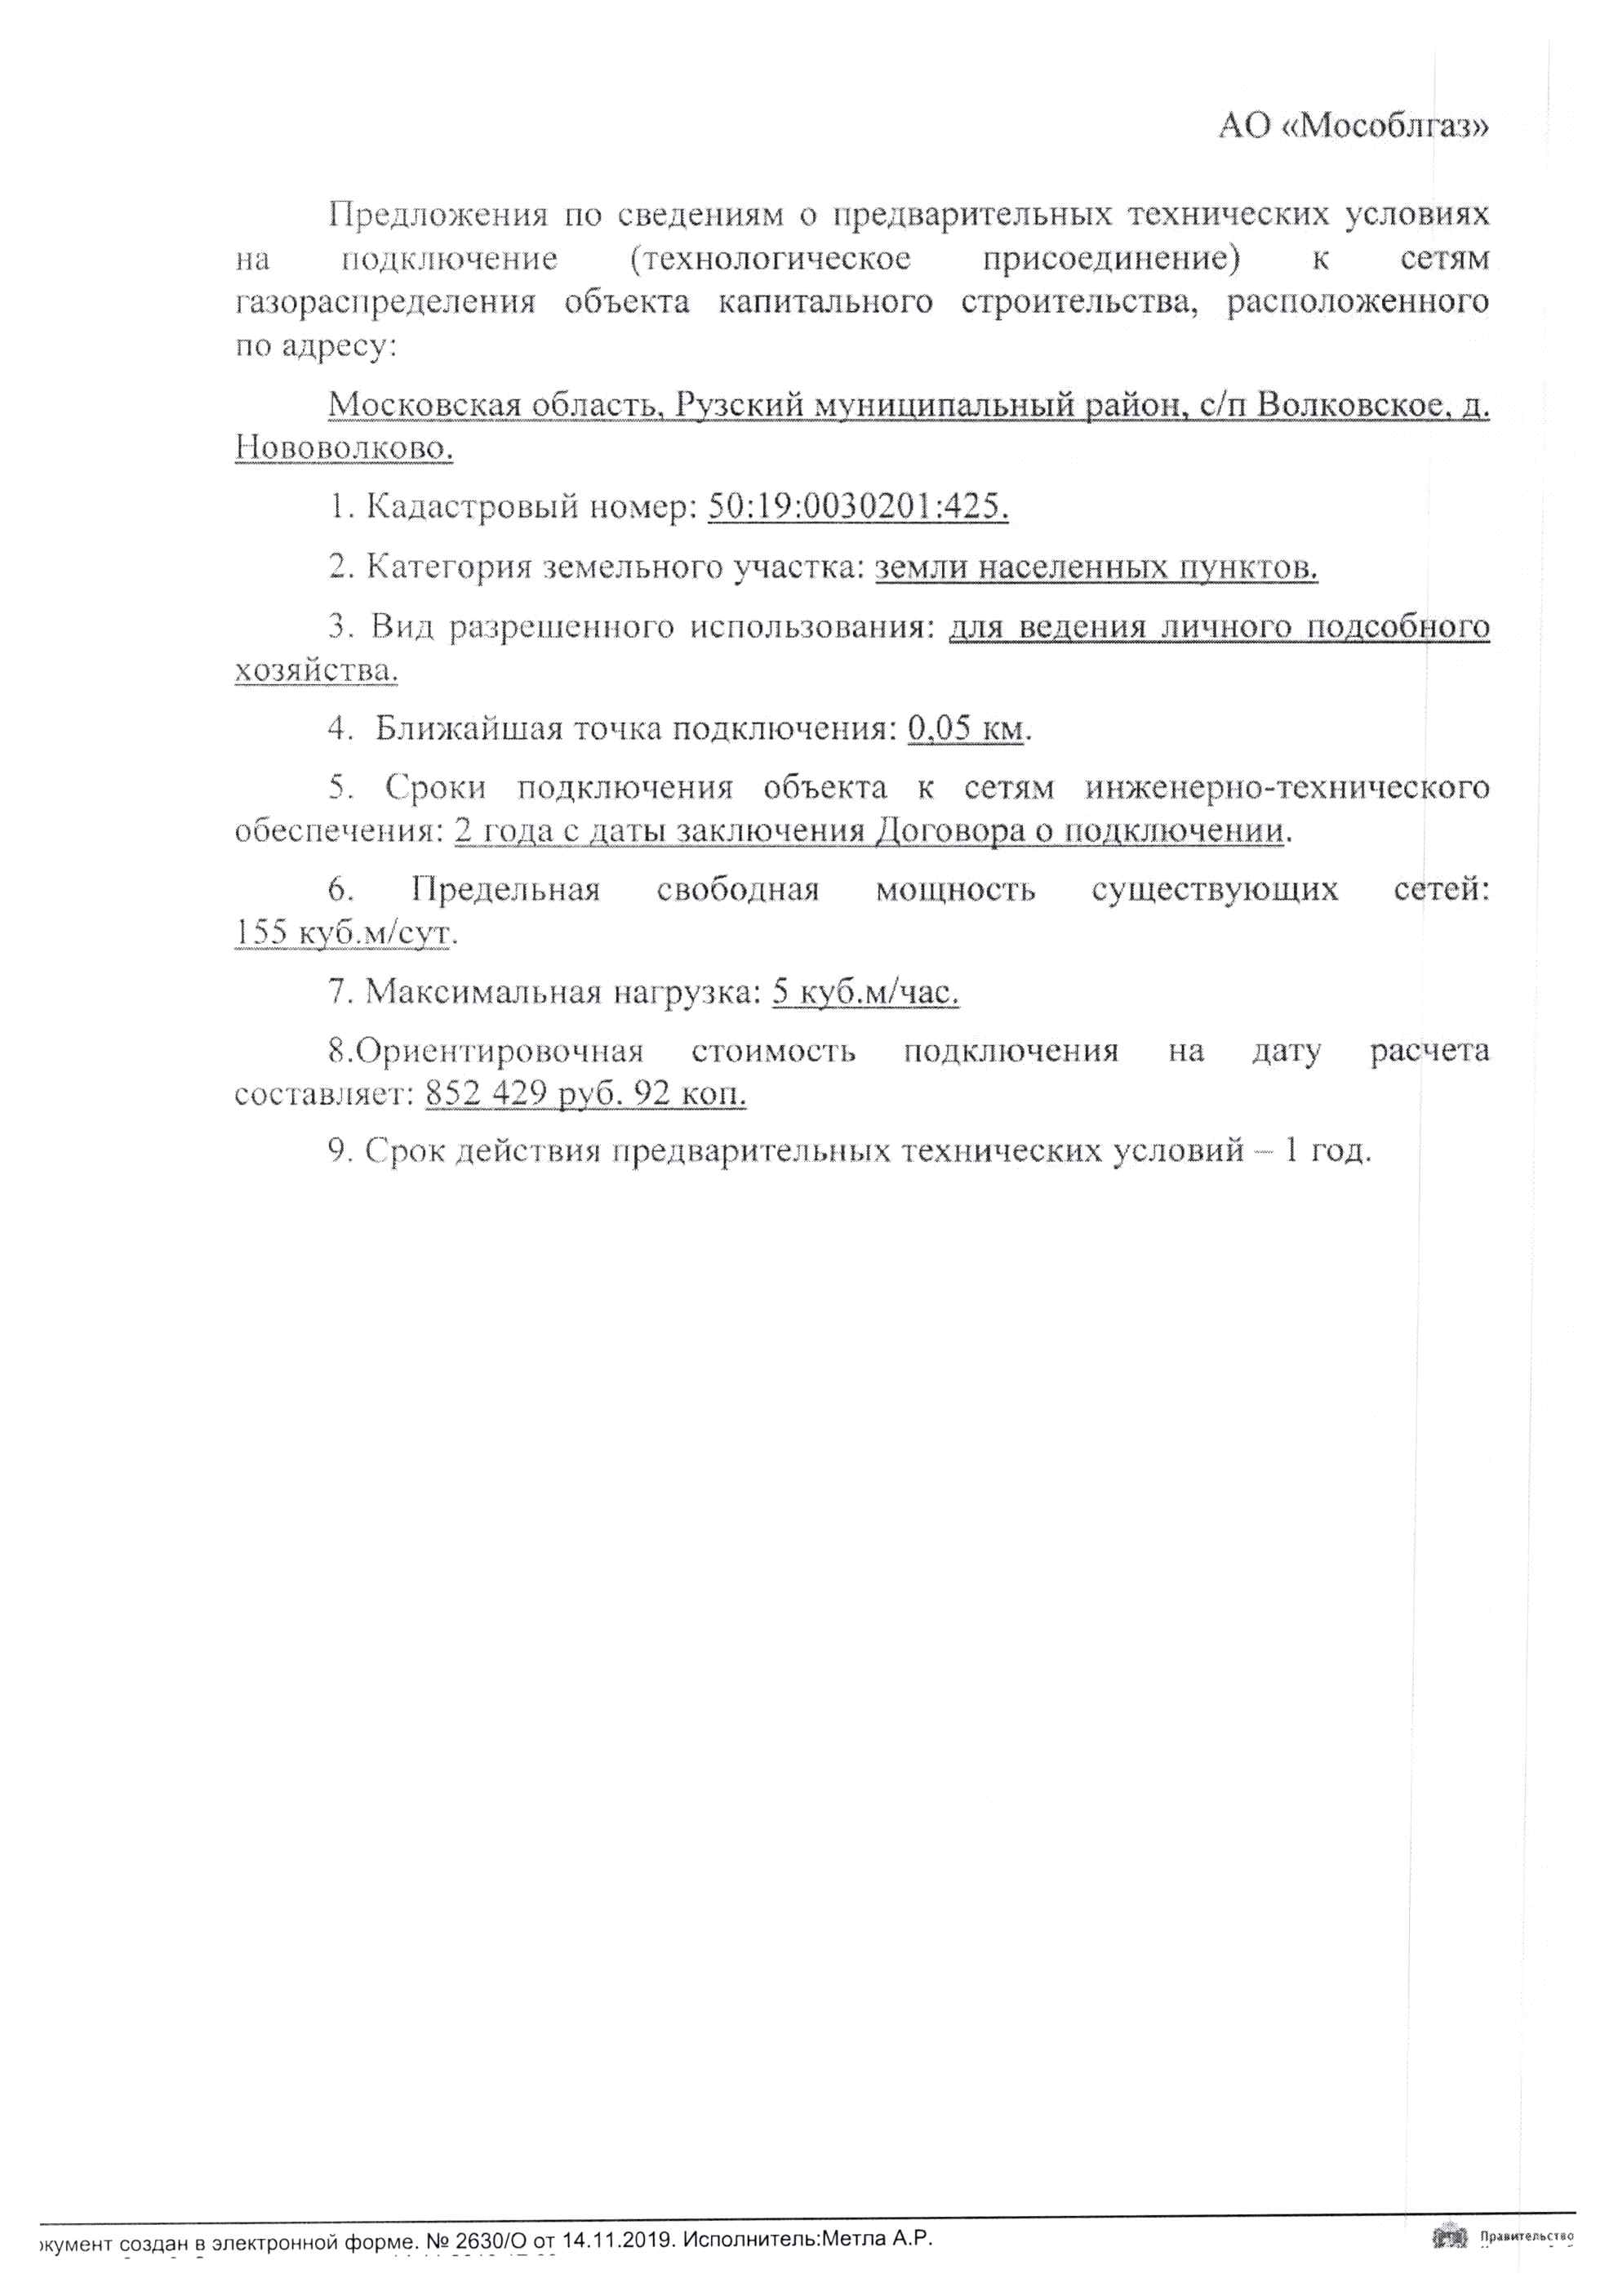 АО «Мособлгаз»
Предложения по сведениям о предварительных технических условиях
на подключение (технологическое присоединение) к сетям
газораспределения объекта капитального строительства, расположенного
по адресу:
Московская область, Рузский муниципальный район, с/п Волковское, д.
Нововолково.
1. Кадастровый номер: 50:19:0030201:425.
2. Категория земельного участка: земли населенных пунктов.
3. Вид разрешенного использования: для ведения личного подсобного
хозяйства.
4. Ближайшая точка подключения: 0,05 км.
5. Сроки подключения объекта к сетям инженерно-технического
обеспечения: 2 года с даты заключения Договора о подключении.
6. Предельная свободная мощность существующих сетей:
155 куб.м/сут.
7. Максимальная нагрузка: 5 куб.м/час.
8.Ориентировочная стоимость подключения на дату расчета
составляет: 852 429 руб. 92 коп.
9. Срок действия предварительных технических условий – 1 год.
окумент создан в электронной форме. № 2630/О от 14.11.2019. Исполнитель:Метла А.Р.
Правительство